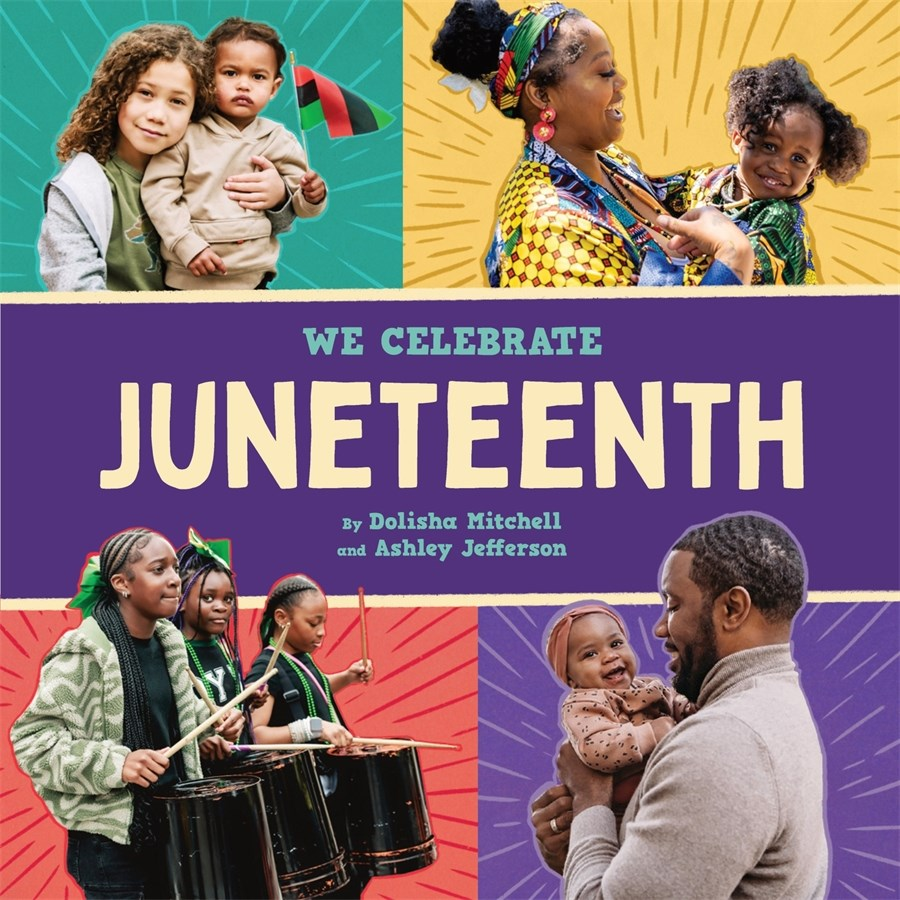 WE CELEBRATE
JUNETEENTH
By Dolisha Mitchell
and Ashley Jefferson